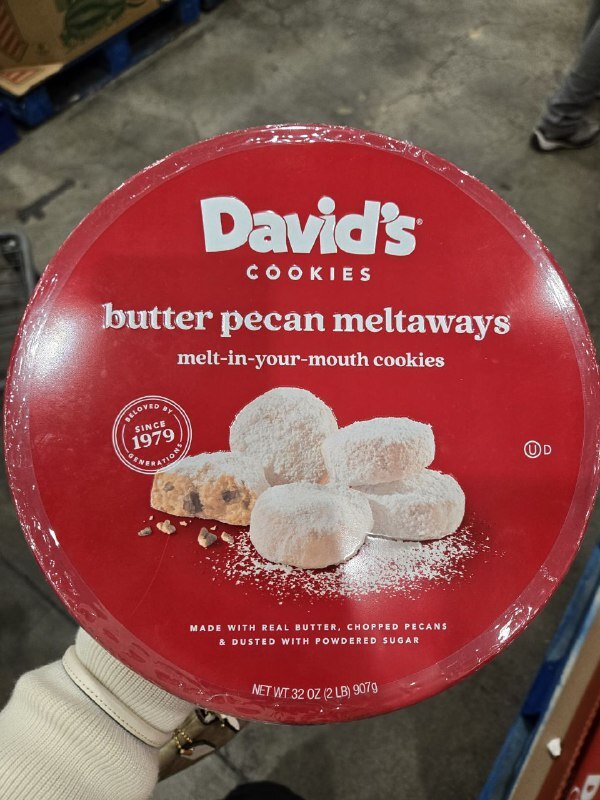 David's®
COOKIES
butter pecan meltaways
melt-in-your-mouth cookies
BELOVED BY
SINCE
1979
GENERATIONS
Ⓤ D
MADE WITH REAL BUTTER, CHOPPED PECANS
& DUSTED WITH POWDERED SUGAR
NET WT 32 OZ (2 LB) 907g